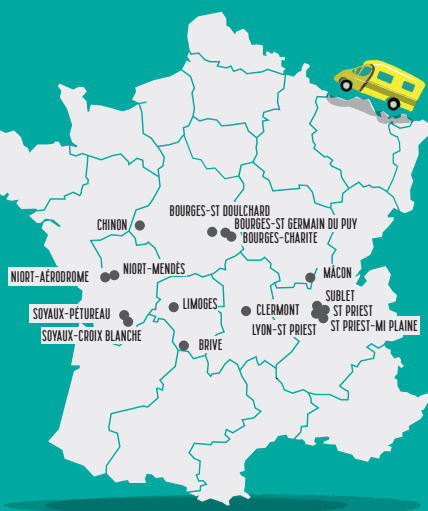 BOURGES-ST DOULCHARD
CHINON
BOURGES-ST GERMAIN DU PUY
BOURGES-CHARITE
NIORT-MENDÈS
NIORT-AÉRODROME
MÂCON
SUBLET
LIMOGES
CLERMONT
ST PRIEST
SOYAUX-PÉTUREAU
ST PRIEST-MI PLAINE
LYON-ST PRIEST
SOYAUX-CROIX BLANCHE
BRIVE